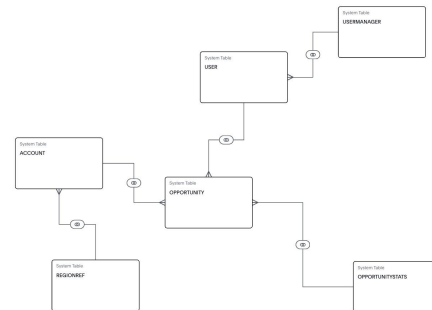 System Table
USERMANAGER
System Table
USER
System Table
ACCOUNT
System Table
OPPORTUNITY
System Table
REGIONREF
System Table
OPPORTUNITYSTATS